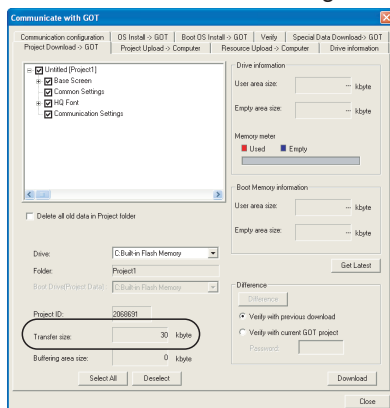 Communicate with GOT
Communication configuration OS Install -> GOT Boot OS Install -> GOT Verify Special Data Download-> GOT
Project Download -> GOT Project Upload -> Computer Resource Upload -> Computer Drive information
Untitled [Project1]
Base Screen
Common Settings
HQ Font
Communication Settings
Delete all old data in Project folder
Drive: C:Built-in Flash Memory
Folder: Project1
Boot Drive(Project Data) C:Built-in Flash Memory
Project ID: 2068691
Transfer size: 30 kbyte
Buffering area size: 0 kbyte
Select All Deselect
Drive information
User area size: ... kbyte
Empty area size: ... kbyte
Memory meter
Used Empty
Boot Memory information
User area size: ... kbyte
Empty area size: ... kbyte
Get Latest
Difference
Difference
Verify with previous download
Verify with current GOT project
Password:
Download
Close